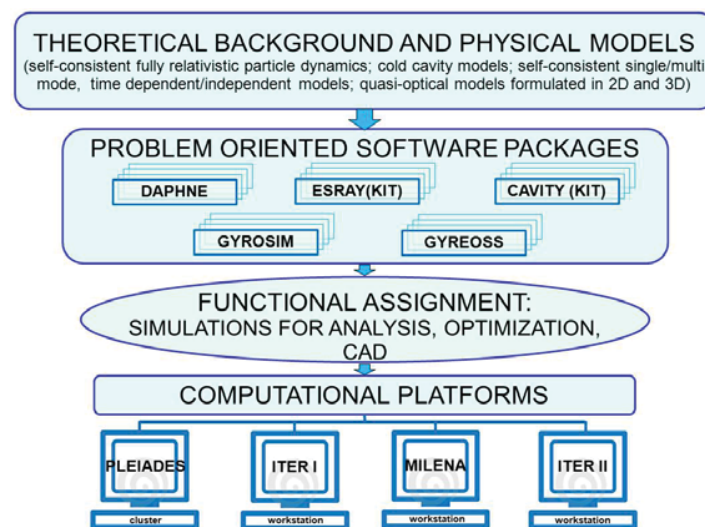 THEORETICAL BACKGROUND AND PHYSICAL MODELS
(self-consistent fully relativistic particle dynamics; cold cavity models; self-consistent single/multi
mode, time dependent/independent models; quasi-optical models formulated in 2D and 3D)
PROBLEM ORIENTED SOFTWARE PACKAGES
DAPHNE ESRAY(KIT) CAVITY (KIT)
GYROSIM GYREOSS
FUNCTIONAL ASSIGNMENT:
SIMULATIONS FOR ANALYSIS, OPTIMIZATION,
CAD
COMPUTATIONAL PLATFORMS
PLEIADES ITER I MILENA ITER II
cluster workstation workstation workstation